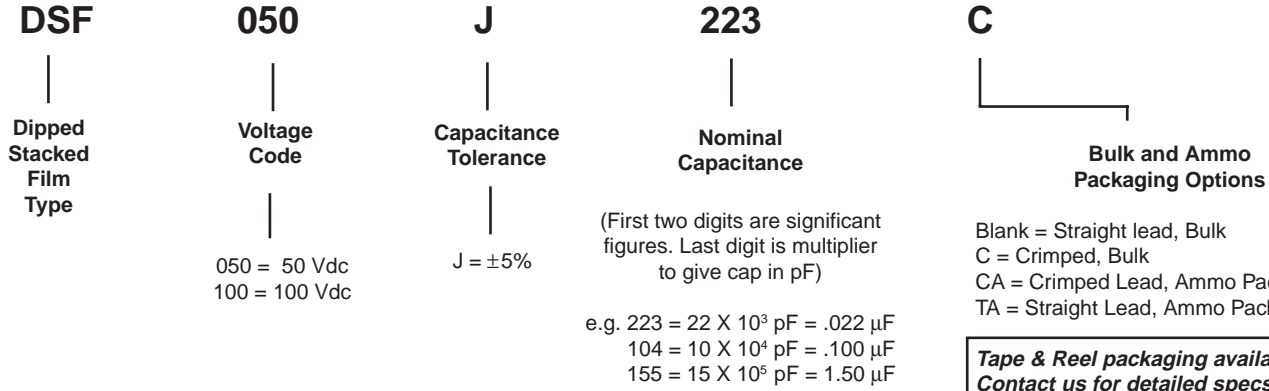 DSF 050 J 223 C
Dipped
Stacked
Film
Type
Voltage
Code
050 = 50 Vdc
100 = 100 Vdc
Capacitance
Tolerance
J = ±5%
Nominal
Capacitance
(First two digits are significant
figures. Last digit is multiplier
to give cap in pF)
e.g. 223 = 22 X 10³ pF = .022 µF
104 = 10 X 10⁴ pF = .100 µF
155 = 15 X 10⁵ pF = 1.50 µF
Bulk and Ammo
Packaging Options
Blank = Straight lead, Bulk
C = Crimped, Bulk
CA = Crimped Lead, Ammo
TA = Straight Lead, Ammo
Tape & Reel packaging
Contact us for detailed specs